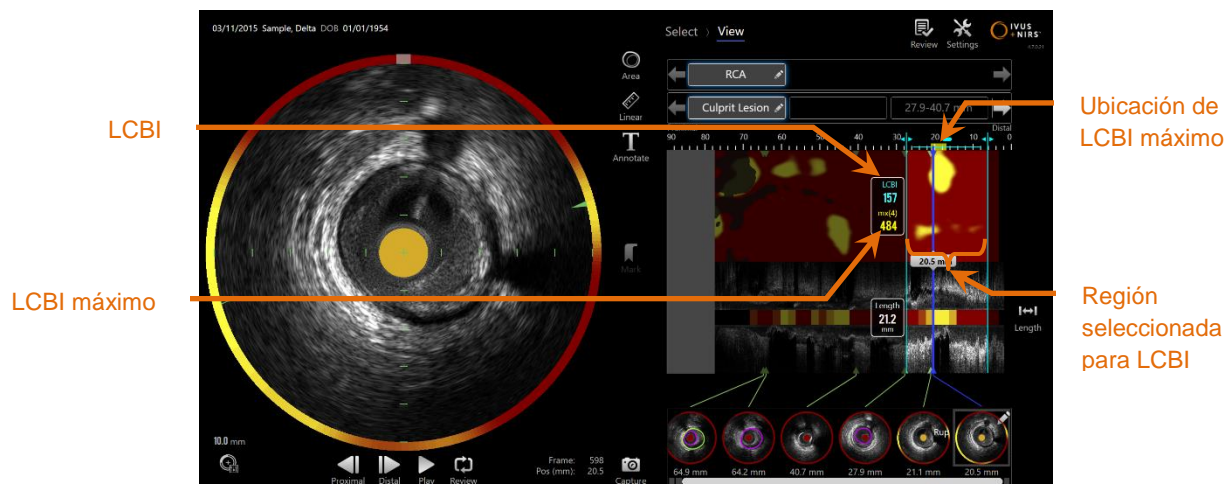 03/11/2015 Sample, Delta DOB 01/01/1954
Select › View
Review
Settings
IVUS
+NIRS
Area
Linear
Annotate
Mark
RCA
Culprit Lesion
27.9-40.7 mm
Distal
90 80 70 60 50 40 30 20 10 0
LCBI
157
mx(4)
484
20.5 m
Length
21.2
mm
Length
Rup
64.9 mm 64.2 mm 40.7 mm 27.9 mm 21.1 mm 20.5 mm
10.0 mm
Proximal Distal Play Review
Frame: 598
Pos (mm): 20.5
Capture
LCBI
LCBI máximo
Ubicación de
LCBI máximo
Región
seleccionada
para LCBI